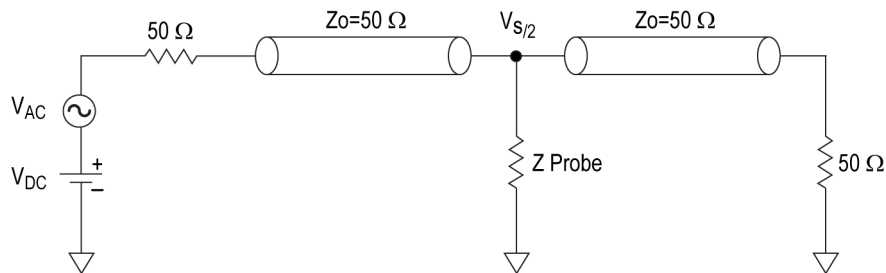 50 Ω
Zo=50 Ω
VS/2
Zo=50 Ω
VAC
+
VDC
–
Z Probe
50 Ω